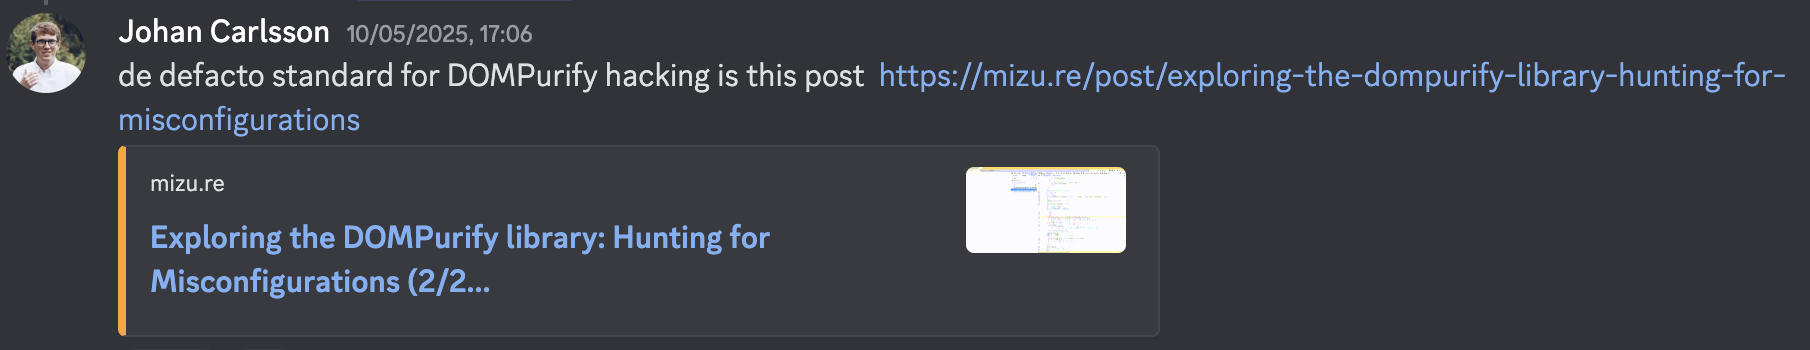 Johan Carlsson 10/05/2025, 17:06
de defacto standard for DOMPurify hacking is this post https://mizu.re/post/exploring-the-dompurify-library-hunting-for-
misconfigurations
mizu.re
Exploring the DOMPurify library: Hunting for
Misconfigurations (2/2...